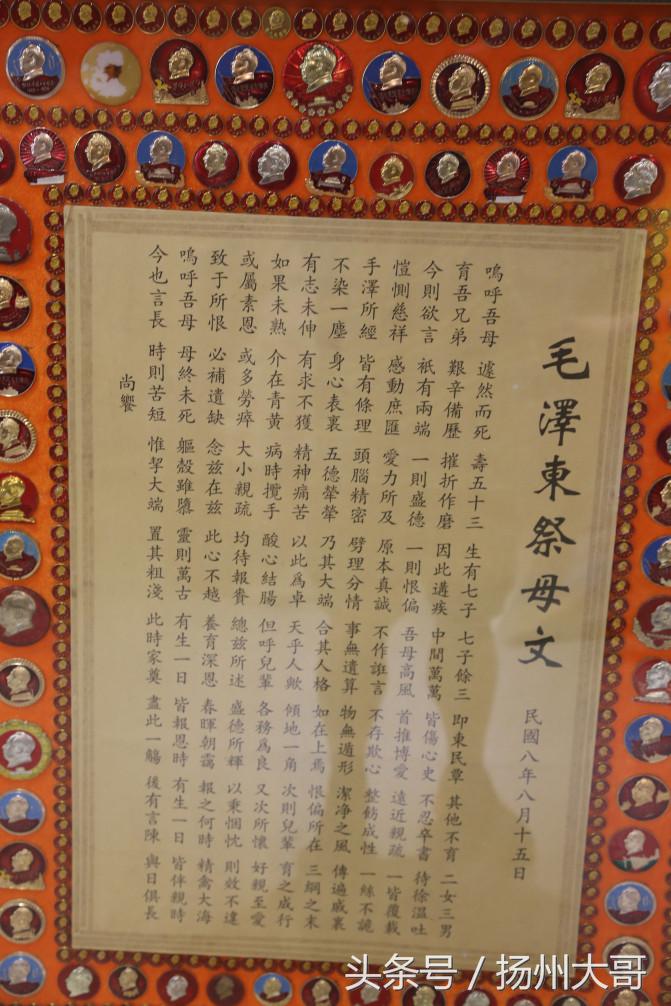 毛澤東祭母文
民國八年八月十五日
嗚呼吾母 遽然而死 壽五十三 生有七子 七子餘三 即東民覃 其他不育 二女三男
育吾兄弟 艱辛備歷 摧折作磨 因此遘疾 中間萬萬 皆傷心史 不忍卒書 待徐溫吐
今則欲言 衹有兩端 一則盛德 一則恨偏 吾母高風 首推博愛 遠近親疏 一皆覆載
愷惻慈祥 感動庶匯 愛力所及 原本真誠 不作誑言 不存欺心 整飭成性 一絲不詭
手澤所經 皆有條理 頭腦精密 劈理分情 事無遺算 物無遁形 潔净之風 傳遍戚裏
不染一塵 身心表裏 五德犖犖 乃其大端 合其人格 如在上焉 恨偏所在 三綱之末
有志未伸 有求不獲 精神痛苦 以此爲卓 天乎人歟 傾地一角 次則兒輩 育之成行
如果未熟 介在青黃 病時攬手 酸心結腸 但呼兒輩 各務爲良 又次所懷 好親至愛
或屬素恩 或多勞瘁 大小親疏 均待報賚 總兹所述 盛德所輝 以秉悃忱 則效不違
致于所恨 必補遺缺 念兹在兹 此心不越 養育深恩 春暉朝靄 報之何時 精禽大海
嗚呼吾母 母終未死 軀殼雖隳 靈則萬古 有生一日 皆報恩時 有生一日 皆伴親時
今也言長 時則苦短 惟挈大端 置其粗淺 此時家奠 盡此一觴 後有言陳 與日俱長
尚饗
头条号 / 扬州大哥